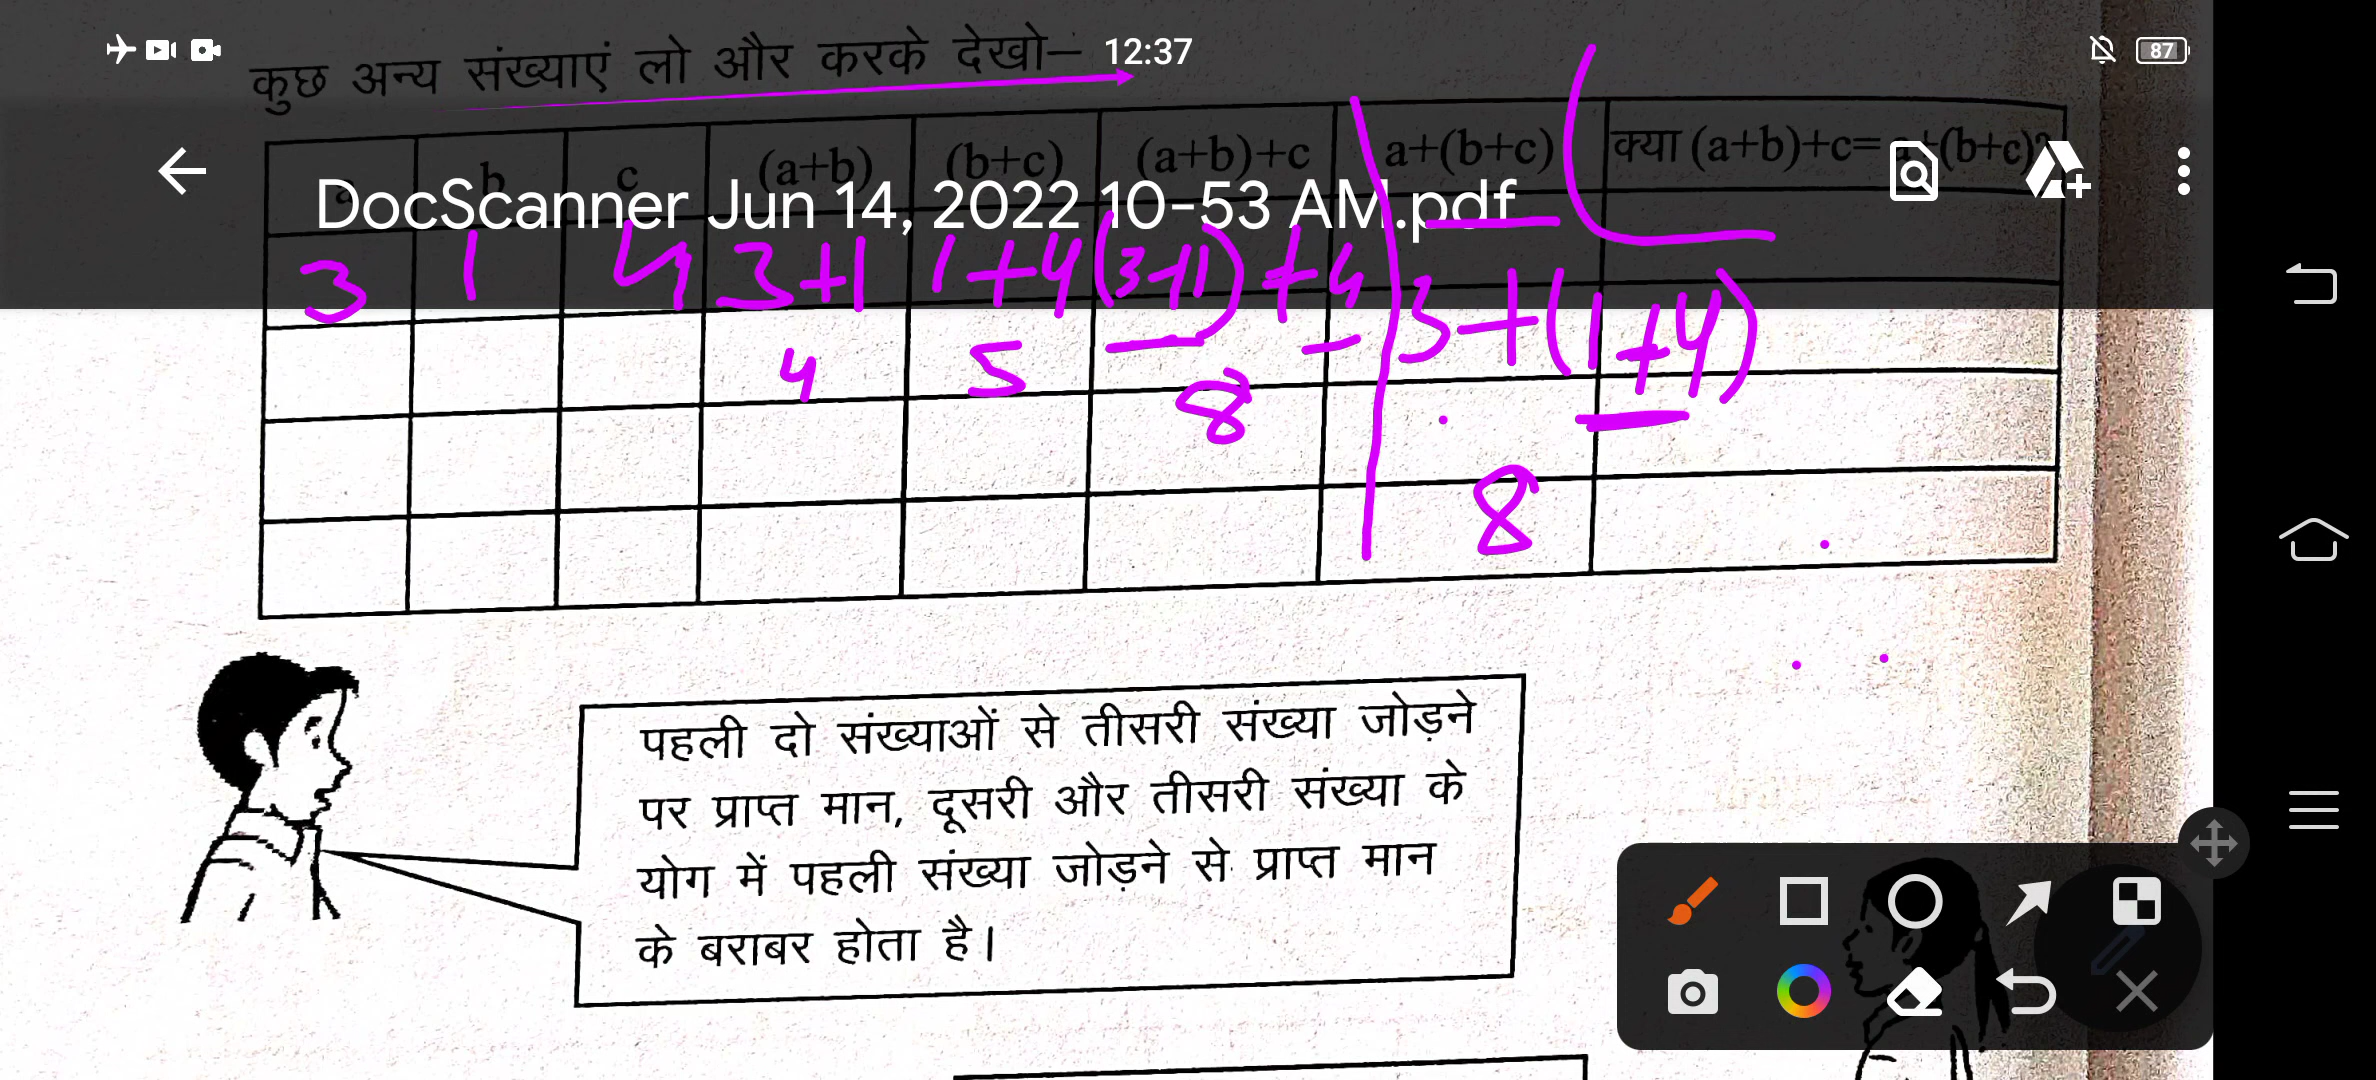 12:37
87
कुछ अन्य संख्याएं लो और करके देखो–
DocScanner Jun 14, 2022 10-53 AM.pdf
a b c (a+b) (b+c) (a+b)+c a+(b+c) क्या (a+b)+c= a+(b+c)?
3 1 4 3+1 1+4 (3+1)+4 3+(1+4)
4 5 8 8
पहली दो संख्याओं से तीसरी संख्या जोड़ने
पर प्राप्त मान, दूसरी और तीसरी संख्या के
योग में पहली संख्या जोड़ने से प्राप्त मान
के बराबर होता है।